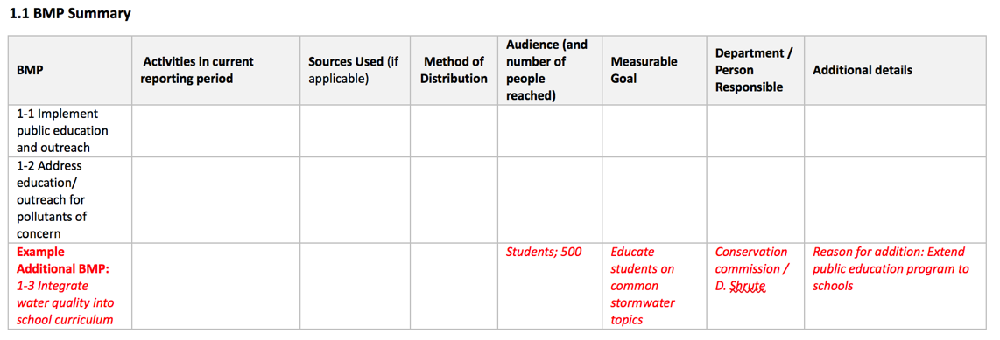 1.1 BMP Summary
BMP
Activities in current
reporting period
Sources Used (if
applicable)
Method of
Distribution
Audience (and
number of
people
reached)
Measurable
Goal
Department /
Person
Responsible
Additional details
1-1 Implement
public education
and outreach
1-2 Address
education/
outreach for
pollutants of
concern
Example
Additional BMP:
1-3 Integrate
water quality into
school curriculum
Students; 500
Educate
students on
common
stormwater
topics
Conservation
commission /
D. Shrute
Reason for addition: Extend
public education program to
schools